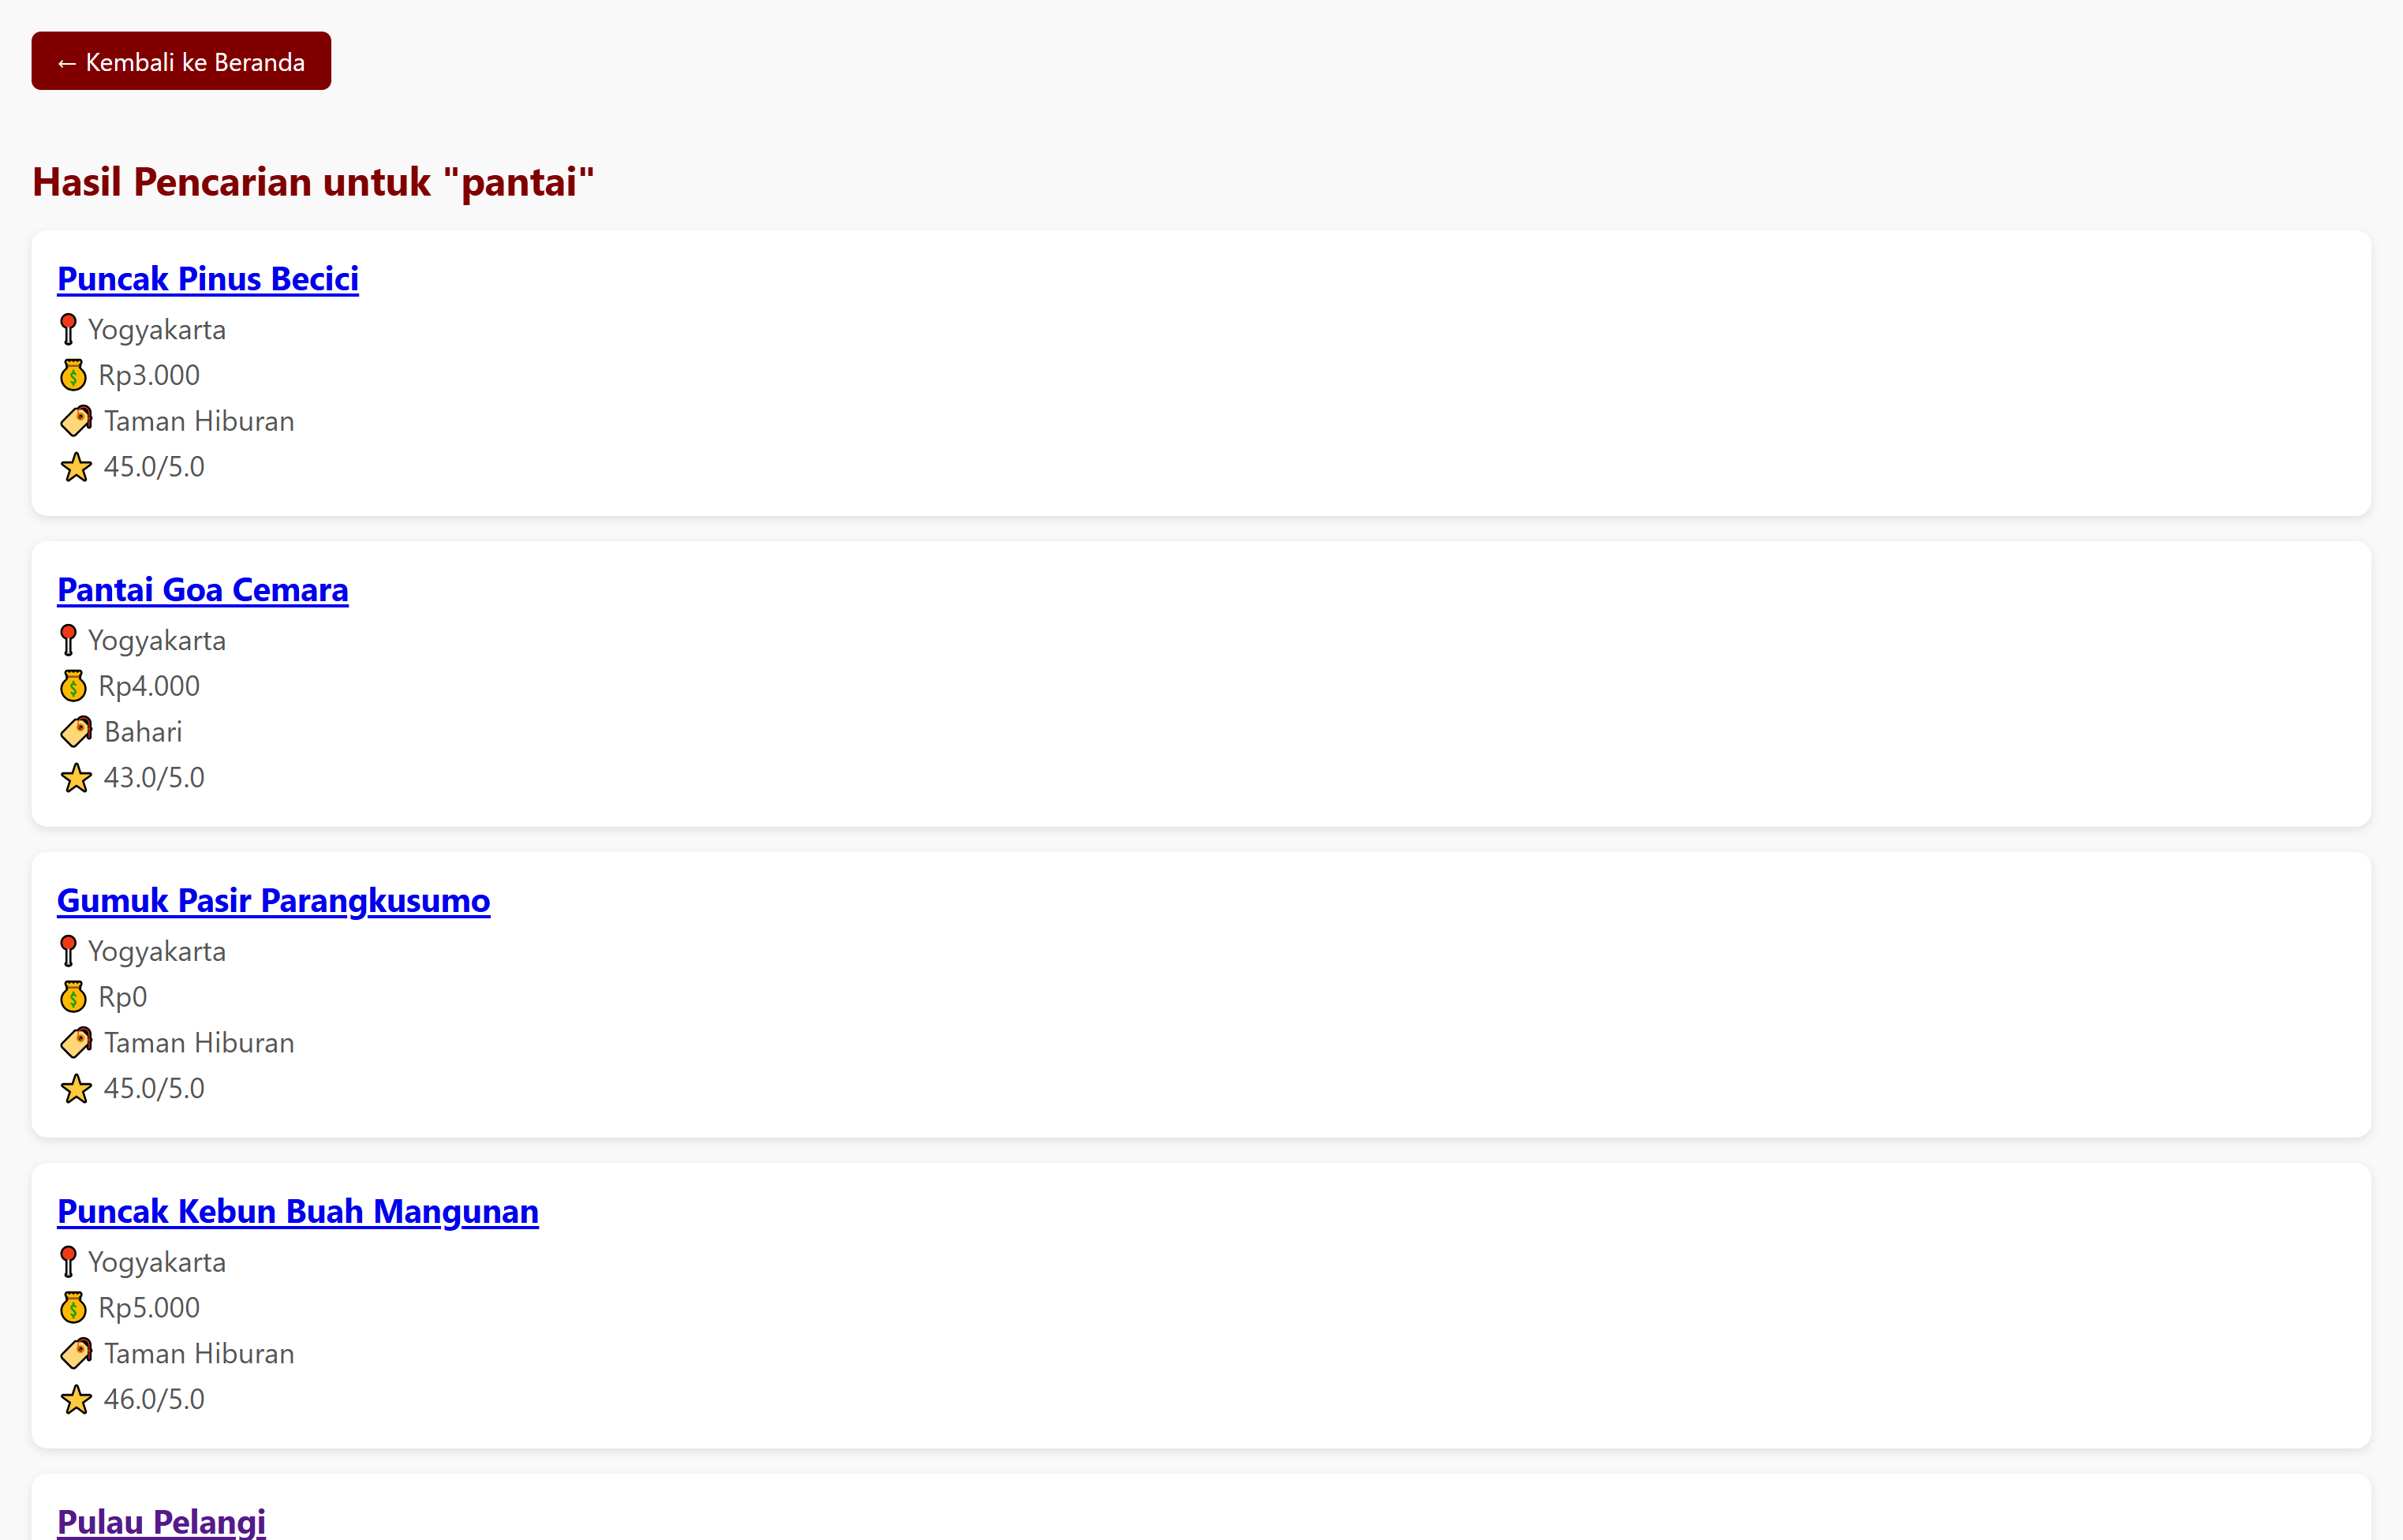 ← Kembali ke Beranda
Hasil Pencarian untuk "pantai"
Puncak Pinus Becici
Yogyakarta
Rp3.000
Taman Hiburan
45.0/5.0
Pantai Goa Cemara
Yogyakarta
Rp4.000
Bahari
43.0/5.0
Gumuk Pasir Parangkusumo
Yogyakarta
Rp0
Taman Hiburan
45.0/5.0
Puncak Kebun Buah Mangunan
Yogyakarta
Rp5.000
Taman Hiburan
46.0/5.0
Pulau Pelangi